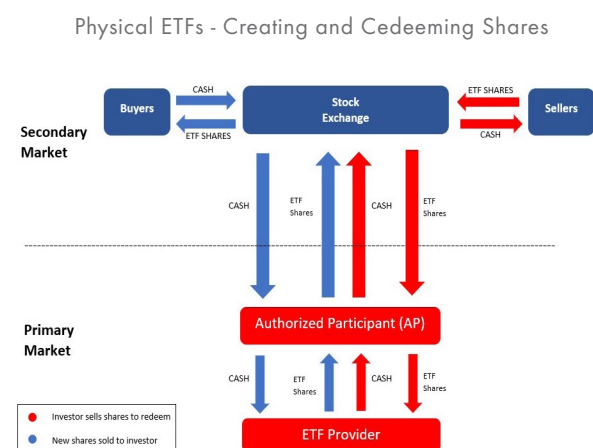 Physical ETFs - Creating and Cedeeming Shares
CASH
ETF SHARES
Buyers
Stock
Exchange
Sellers
ETF SHARES
CASH
Secondary
Market
CASH
ETF
Shares
CASH
ETF
Shares
Authorized Participant (AP)
Primary
Market
CASH
ETF
Shares
CASH
ETF
Shares
Investor sells shares to redeem
New shares sold to investor
ETF Provider